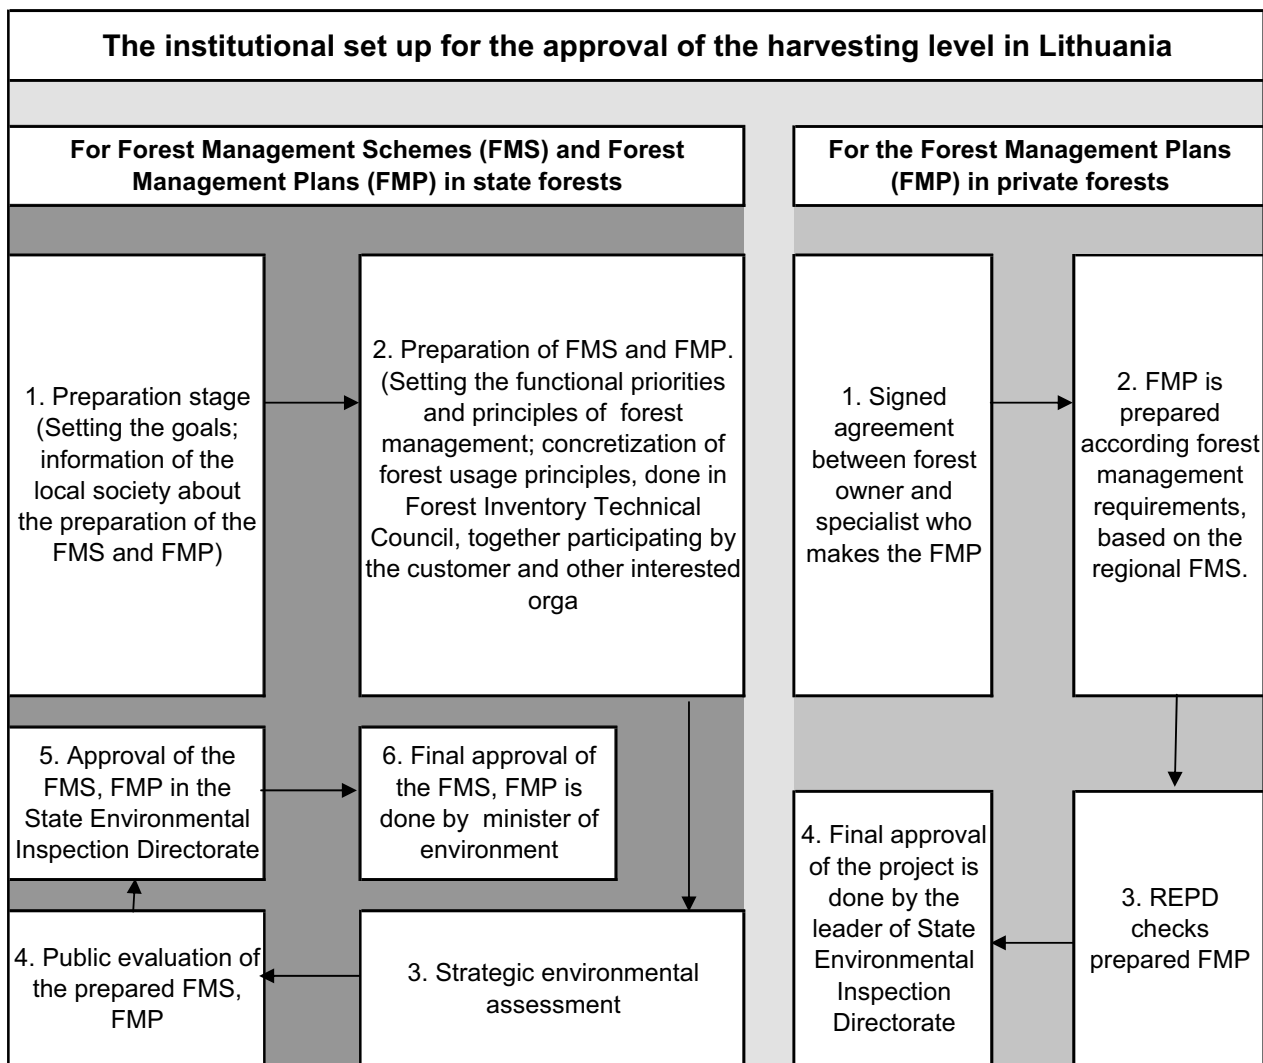 The institutional set up for the approval of the harvesting level in Lithuania
For Forest Management Schemes (FMS) and Forest
Management Plans (FMP) in state forests
For the Forest Management Plans
(FMP) in private forests
1. Preparation stage
(Setting the goals;
information of the
local society about
the preparation of the
FMS and FMP)
2. Preparation of FMS and FMP.
(Setting the functional priorities
and principles of forest
management; concretization of
forest usage principles, done in
Forest Inventory Technical
Council, together participating by
the customer and other interested
orga
1. Signed
agreement
between forest
owner and
specialist who
makes the FMP
2. FMP is
prepared
according forest
management
requirements,
based on the
regional FMS.
5. Approval of the
FMS, FMP in the
State Environmental
Inspection Directorate
6. Final approval of
the FMS, FMP is
done by minister of
environment
4. Final approval
of the project is
done by the
leader of State
Environmental
Inspection
Directorate
3. REPD
checks
prepared FMP
4. Public evaluation of
the prepared FMS,
FMP
3. Strategic environmental
assessment